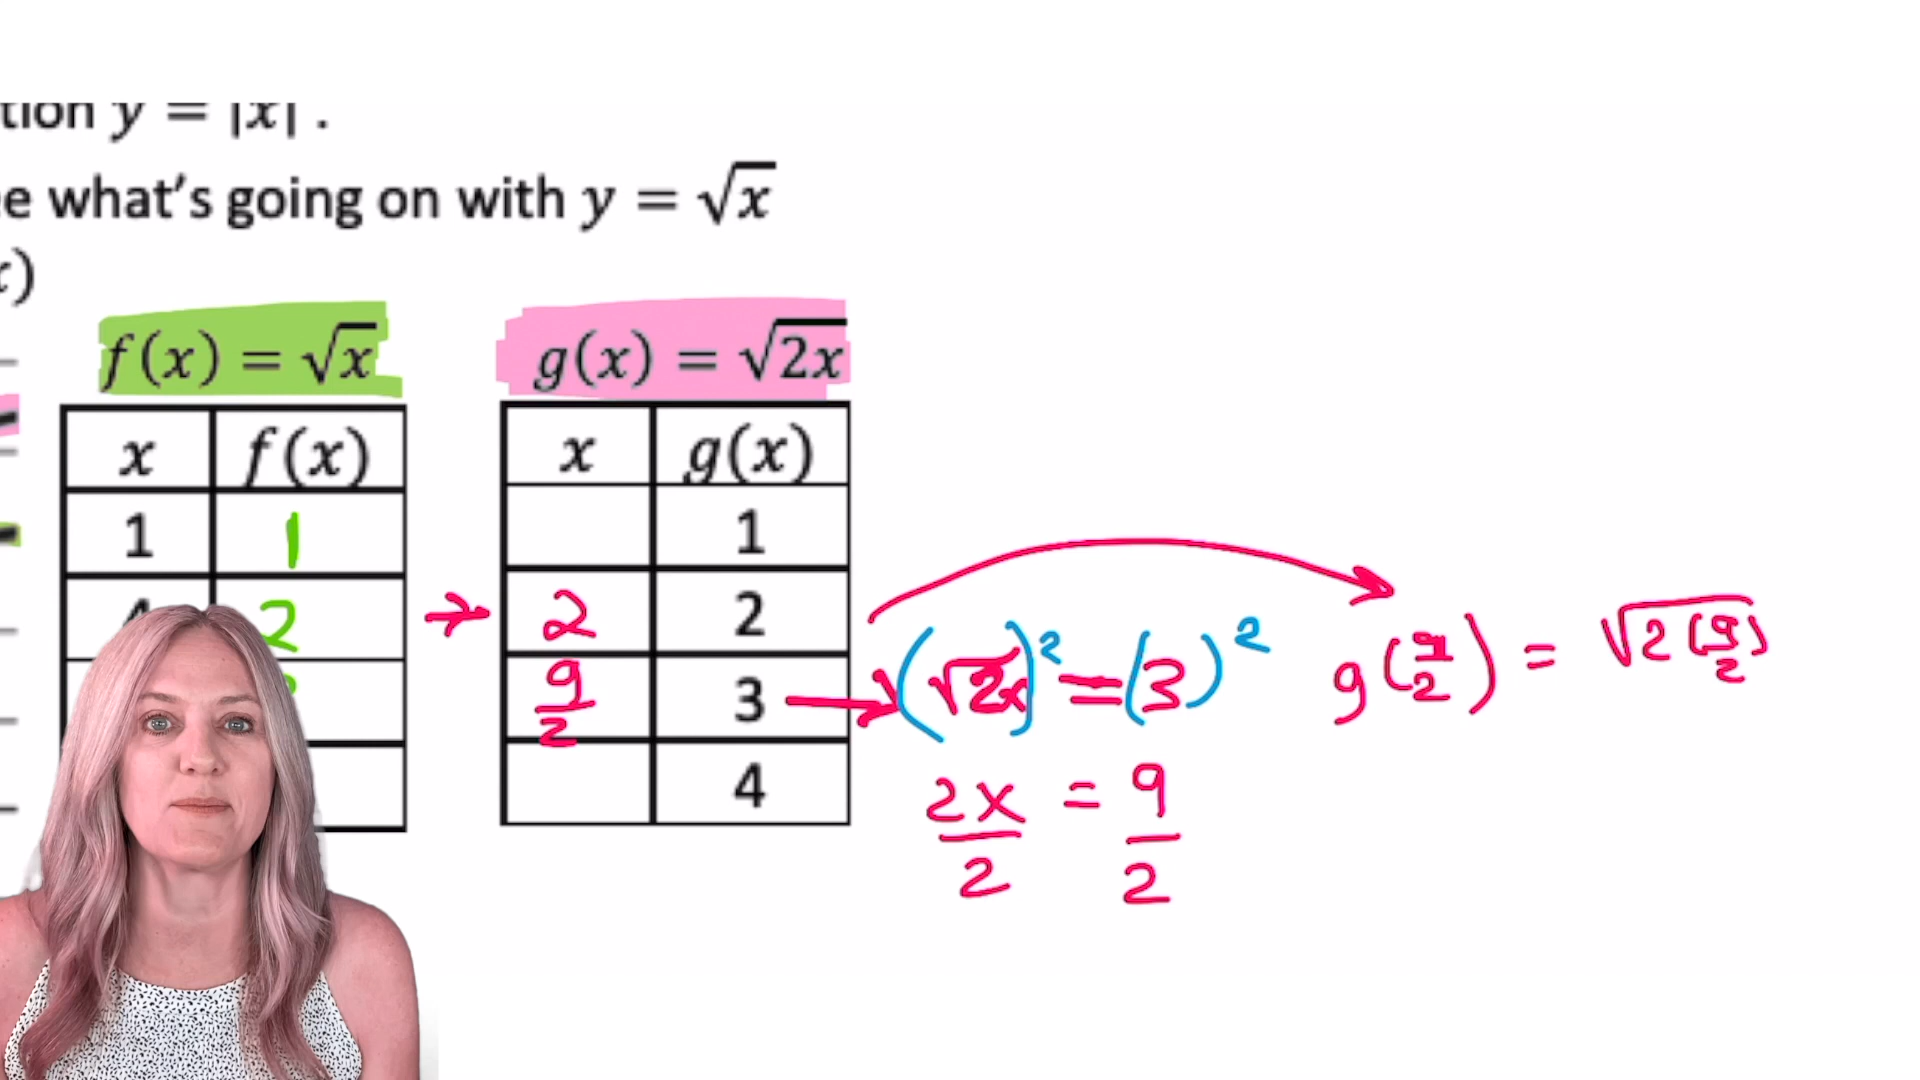 tion y = |x| .
e what's going on with y = √x
x)
f(x) = √x
g(x) = √2x
x f(x)
1 1
4 2
x g(x)
1
2 2
9/2 3
4
(√2x)² = (3)²
2x/2 = 9/2
g(9/2) = √2(9/2)